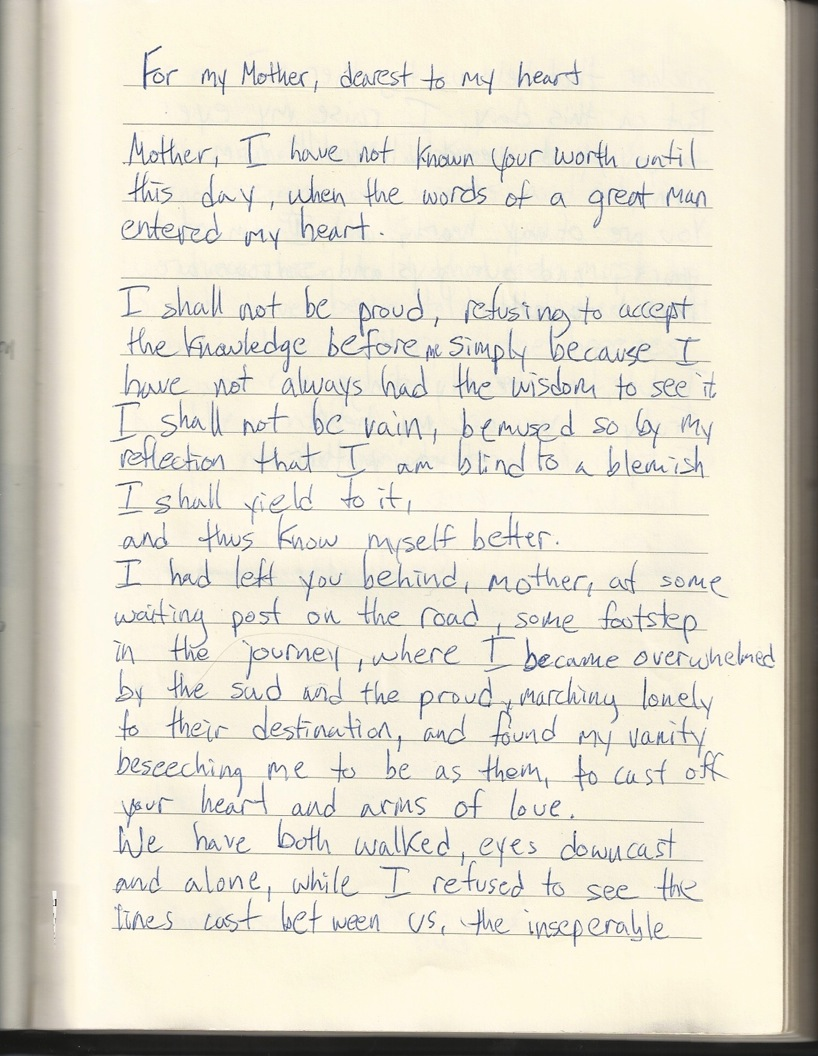 For my Mother, dearest to my heart
Mother, I have not known your worth until
this day, when the words of a great man
entered my heart.
I shall not be proud, refusing to accept
the knowledge before me simply because I
have not always had the wisdom to see it
I shall not be vain, bemused so by my
reflection that I am blind to a blemish
I shall yield to it,
and thus know myself better.
I had left you behind, mother, at some
waiting post on the road, some footstep
in the journey, where I became overwhelmed
by the sad and the proud, marching lonely
to their destination, and found my vanity
beseeching me to be as them, to cast off
your heart and arms of love.
We have both walked, eyes downcast
and alone, while I refused to see the
lines cast between us, the inseperable